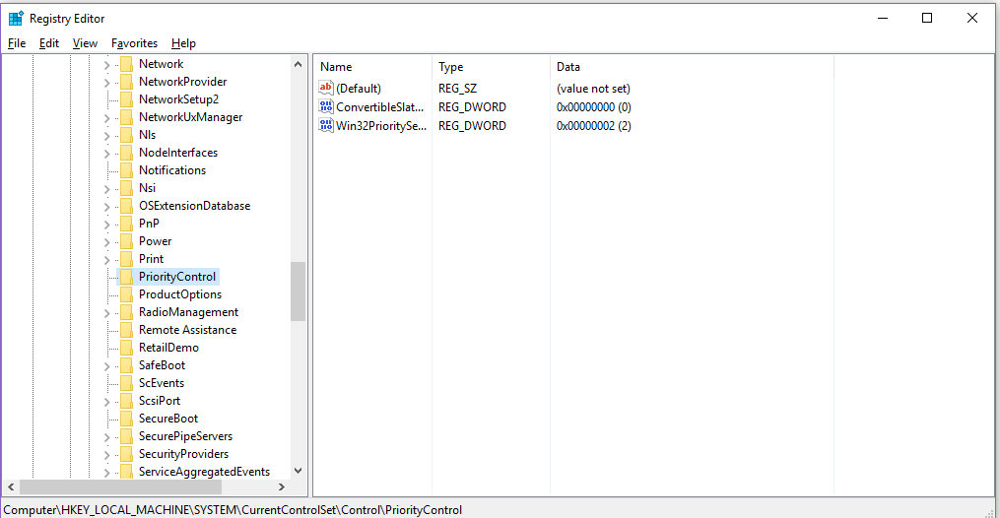 Registry Editor
File Edit View Favorites Help
Network
NetworkProvider
NetworkSetup2
NetworkUxManager
Nls
NodeInterfaces
Notifications
Nsi
OSExtensionDatabase
PnP
Power
Print
PriorityControl
ProductOptions
RadioManagement
Remote Assistance
RetailDemo
SafeBoot
ScEvents
ScsiPort
SecureBoot
SecurePipeServers
SecurityProviders
ServiceAggregatedEvents
Name Type Data
ab (Default) REG_SZ (value not set)
ConvertibleSlat... REG_DWORD 0x00000000 (0)
Win32PrioritySe... REG_DWORD 0x00000002 (2)
Computer\HKEY_LOCAL_MACHINE\SYSTEM\CurrentControlSet\Control\PriorityControl